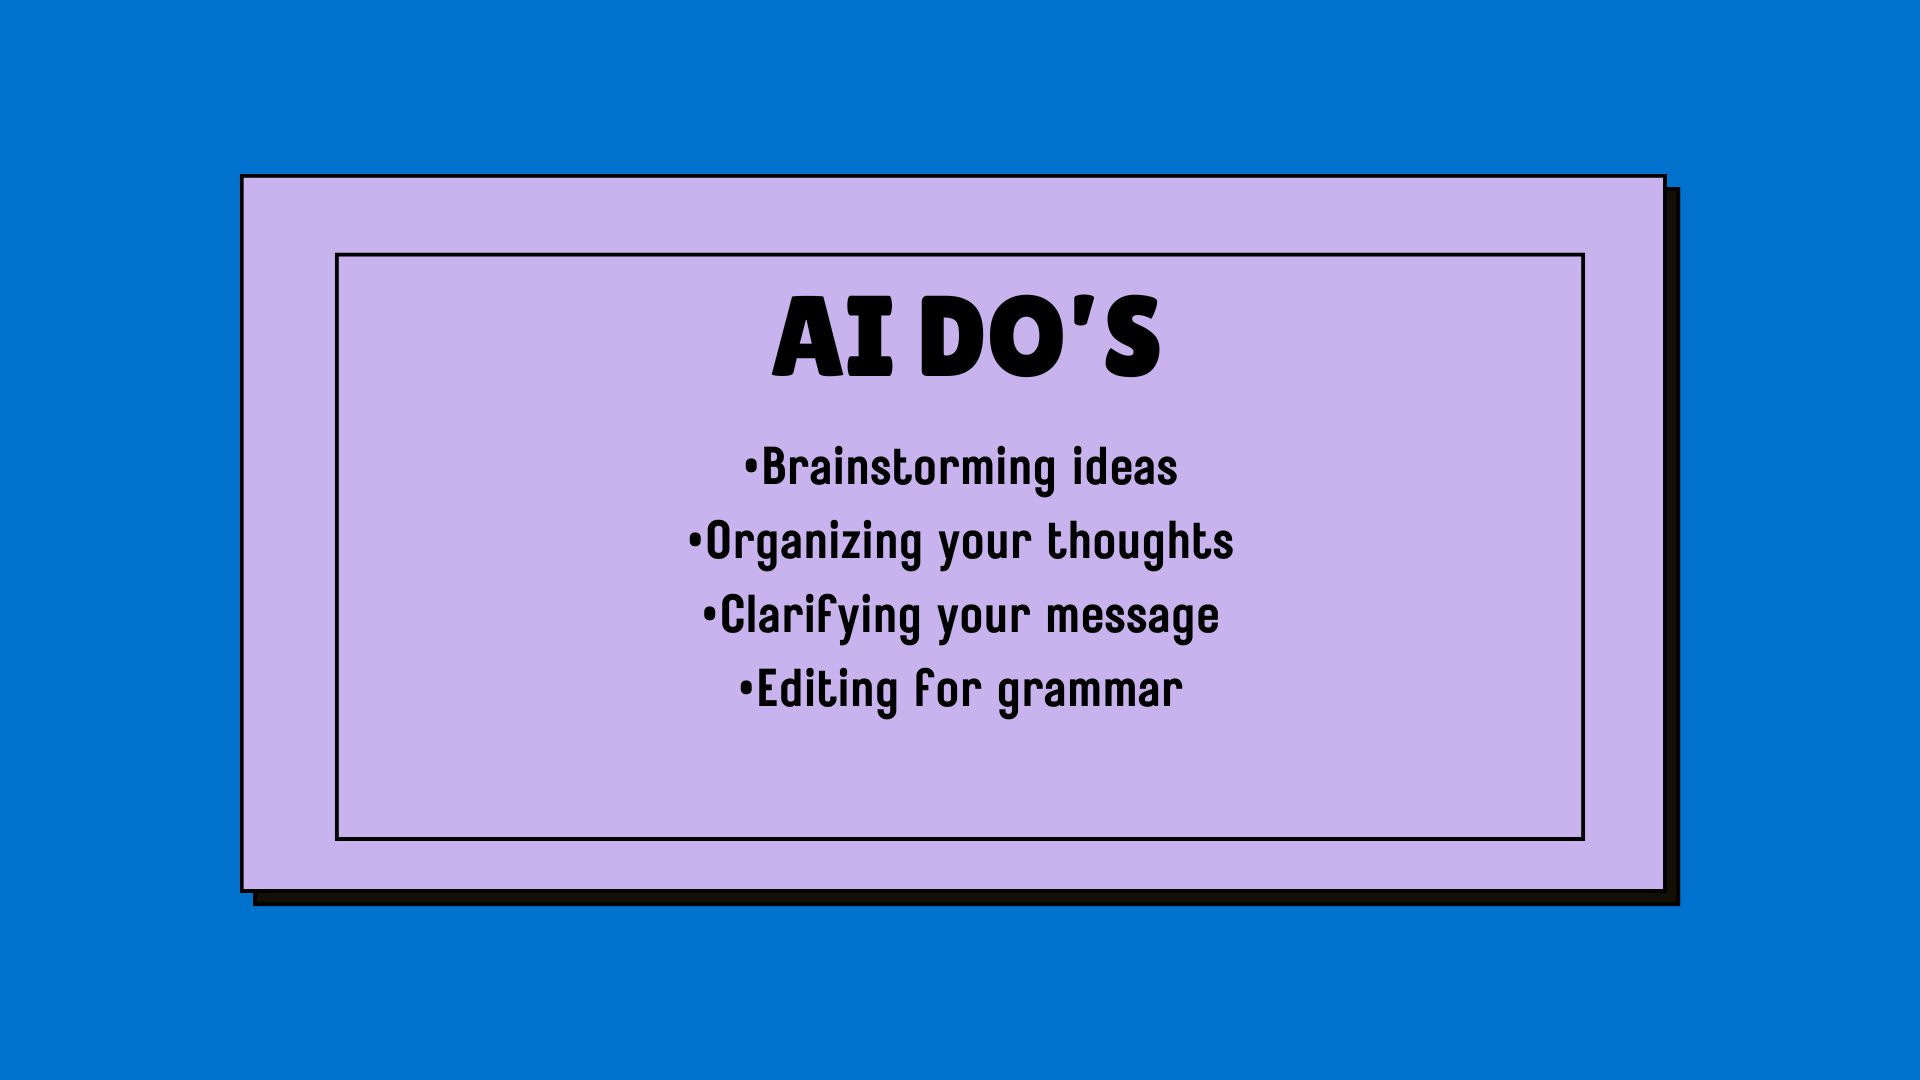 AI DO'S
•Brainstorming ideas
•Organizing your thoughts
•Clarifying your message
•Editing for grammar